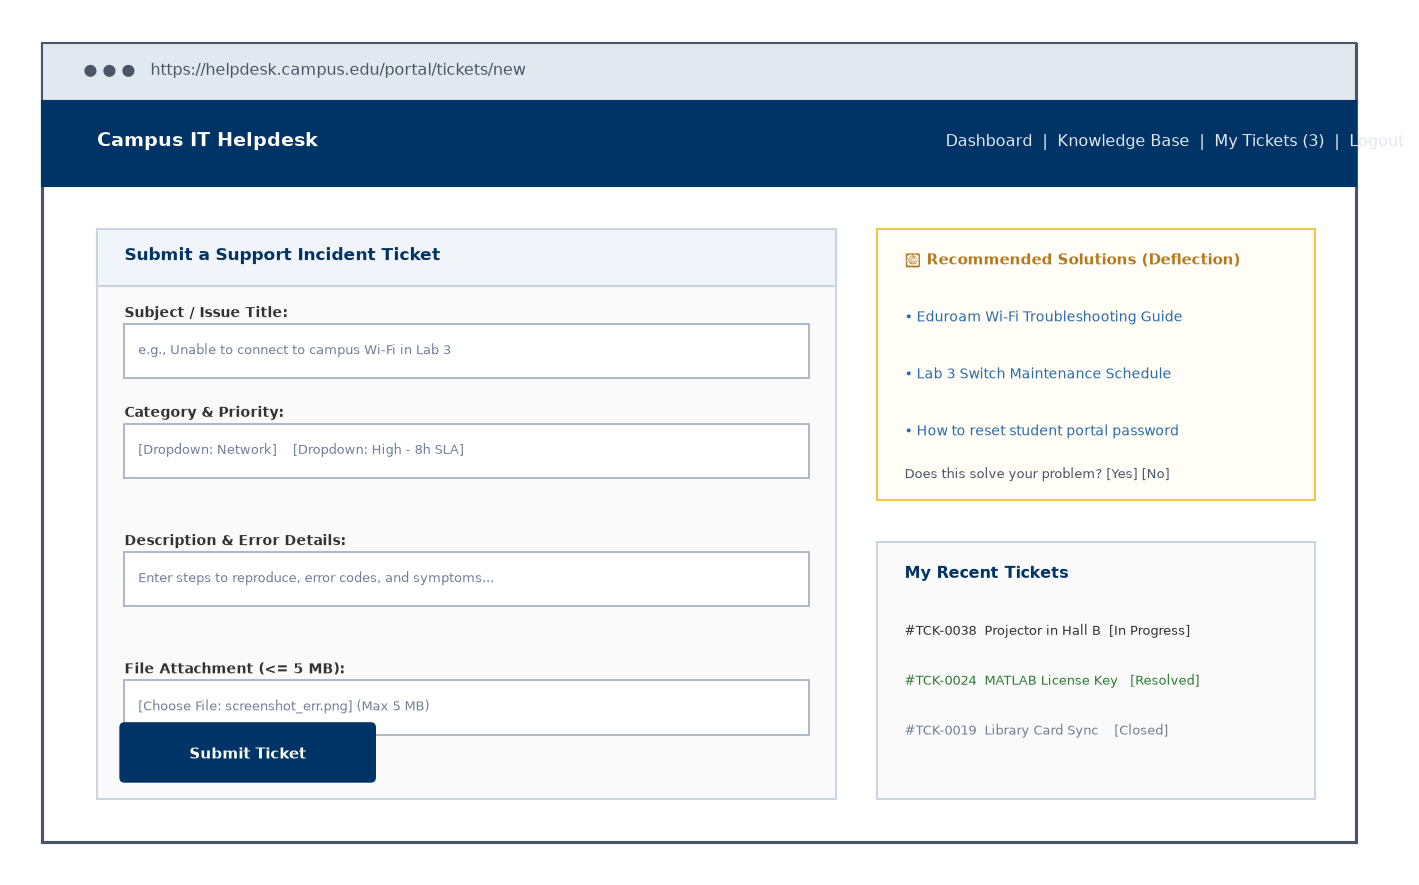 https://helpdesk.campus.edu/portal/tickets/new
Campus IT Helpdesk
Dashboard | Knowledge Base | My Tickets (3) | Logout
Submit a Support Incident Ticket
Subject / Issue Title:
e.g., Unable to connect to campus Wi-Fi in Lab 3
Category & Priority:
[Dropdown: Network] [Dropdown: High - 8h SLA]
Description & Error Details:
Enter steps to reproduce, error codes, and symptoms...
File Attachment (<= 5 MB):
[Choose File: screenshot_err.png] (Max 5 MB)
Submit Ticket
Recommended Solutions (Deflection)
• Eduroam Wi-Fi Troubleshooting Guide
• Lab 3 Switch Maintenance Schedule
• How to reset student portal password
Does this solve your problem? [Yes] [No]
My Recent Tickets
#TCK-0038 Projector in Hall B [In Progress]
#TCK-0024 MATLAB License Key [Resolved]
#TCK-0019 Library Card Sync [Closed]